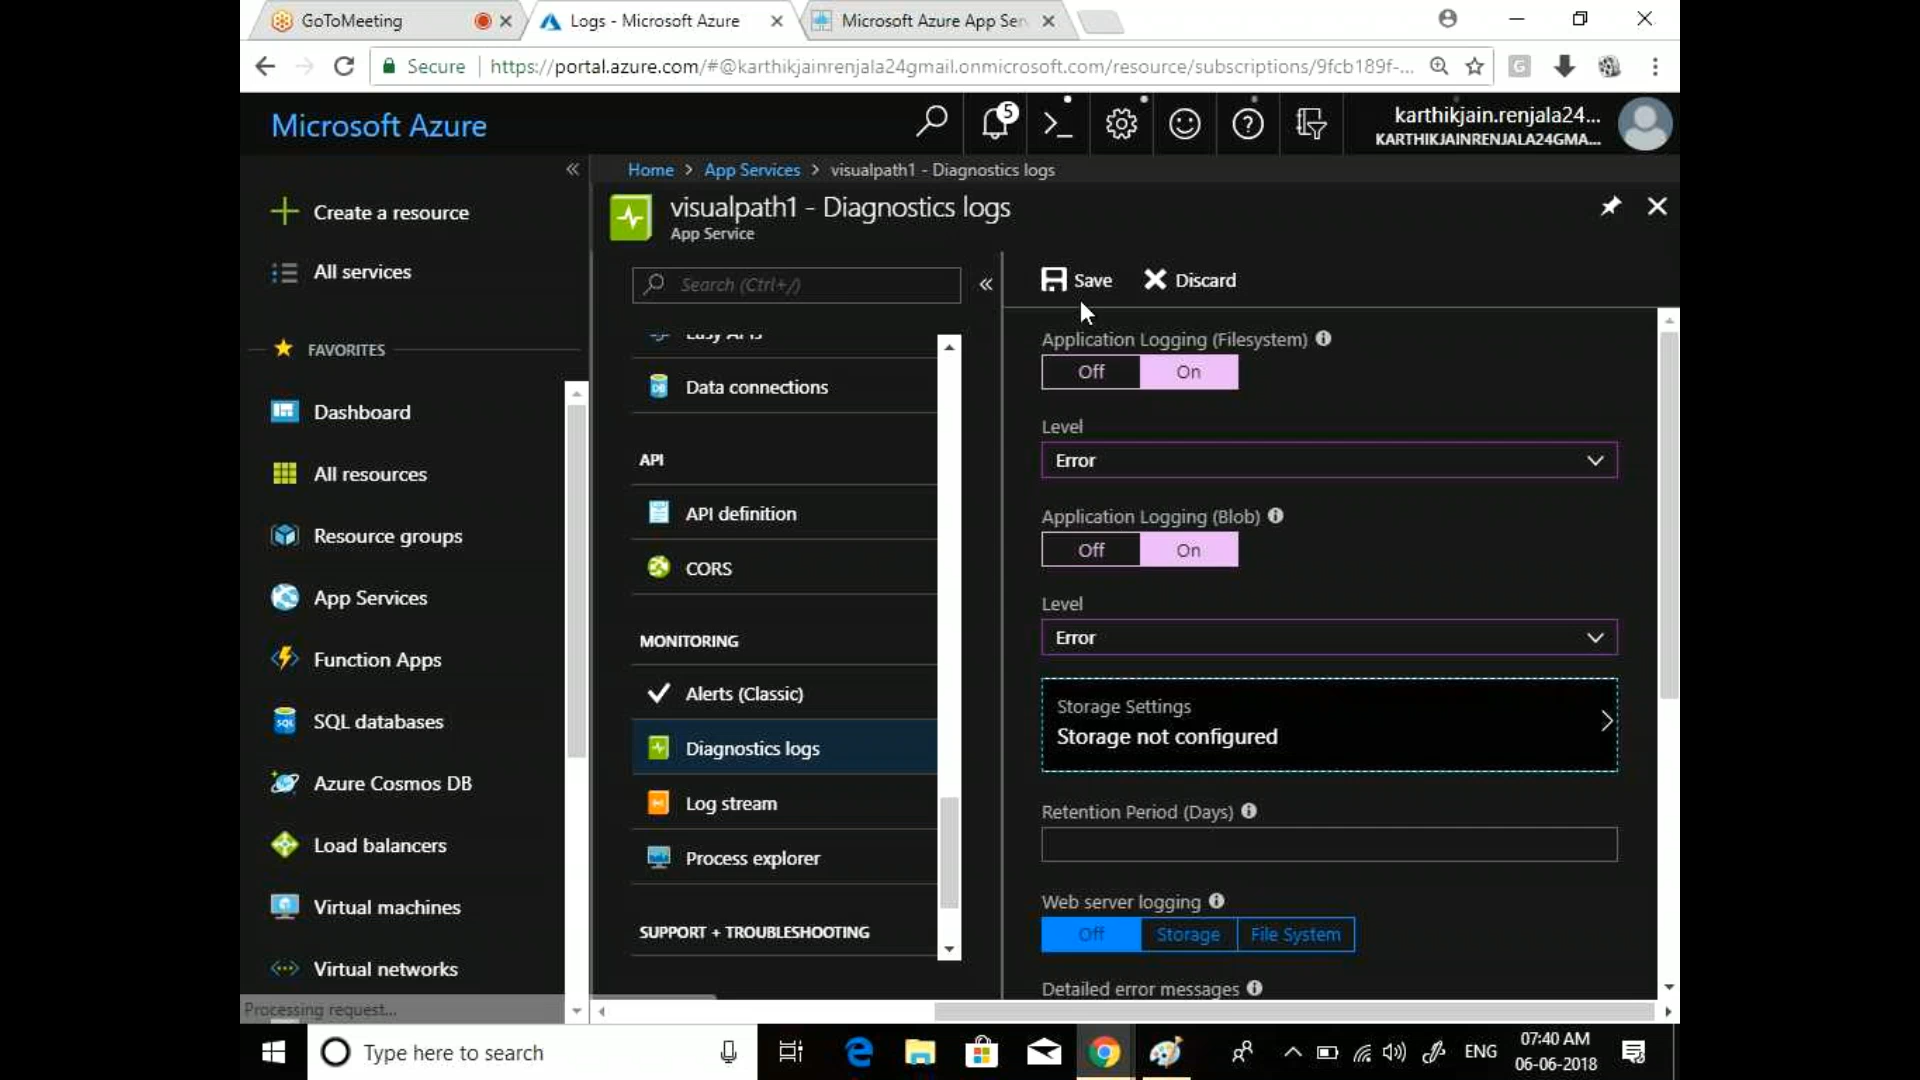 GoToMeeting
Logs - Microsoft Azure
Microsoft Azure App Ser
Secure
https://portal.azure.com/#@karthikjainrenjala24gmail.onmicrosoft.com/resource/subscriptions/9fcb189f-...
Microsoft Azure
5
karthikjain.renjala24...
KARTHIKJAINRENJALA24GMA...
Home > App Services > visualpath1 - Diagnostics logs
visualpath1 - Diagnostics logs
App Service
Create a resource
All services
FAVORITES
Dashboard
All resources
Resource groups
App Services
Function Apps
SQL databases
Azure Cosmos DB
Load balancers
Virtual machines
Virtual networks
Processing request...
Search (Ctrl+/)
Easy APIs
Data connections
API
API definition
CORS
MONITORING
Alerts (Classic)
Diagnostics logs
Log stream
Process explorer
SUPPORT + TROUBLESHOOTING
Save
Discard
Application Logging (Filesystem)
Off On
Level
Error
Application Logging (Blob)
Off On
Level
Error
Storage Settings
Storage not configured
Retention Period (Days)
Web server logging
Off Storage File System
Detailed error messages
Type here to search
ENG
07:40 AM
06-06-2018